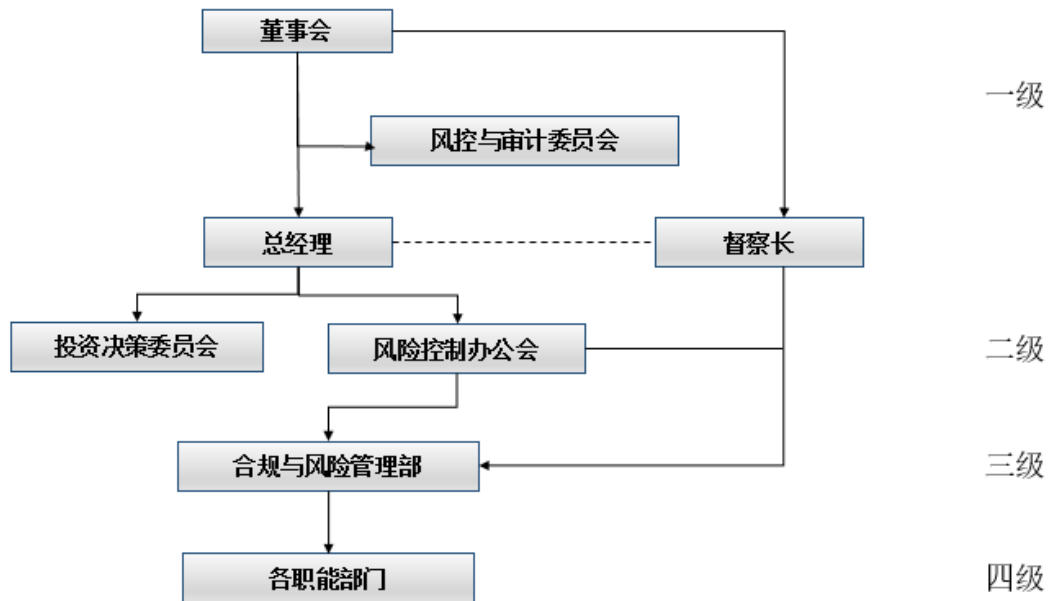 董事会
一级
风控与审计委员会
总经理
督察长
投资决策委员会
风险控制办公会
二级
合规与风险管理部
三级
各职能部门
四级